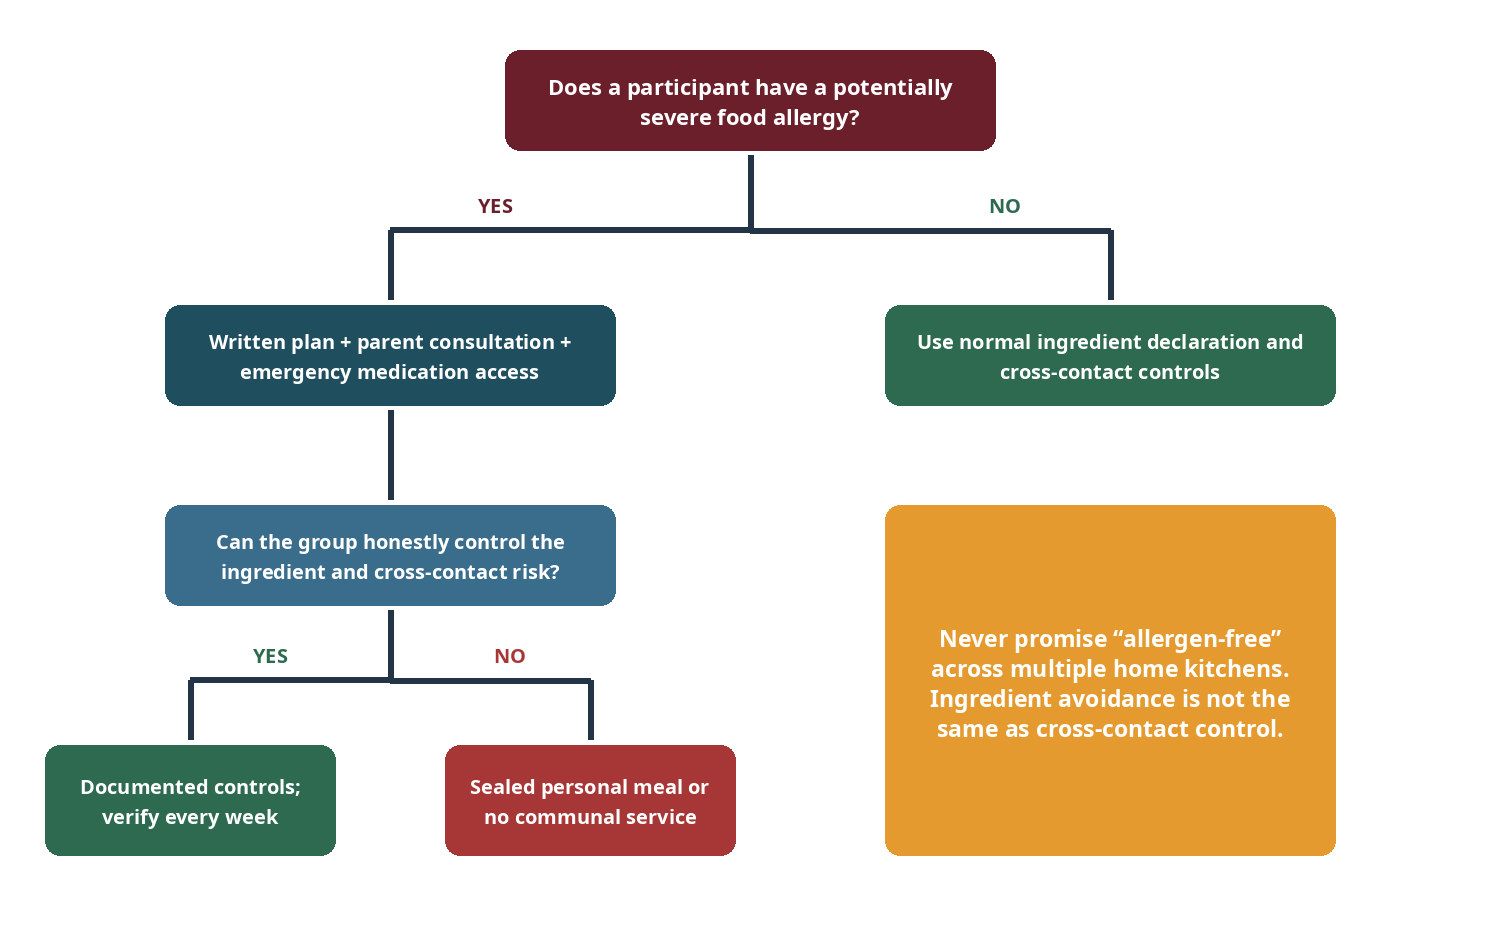 Does a participant have a potentially
severe food allergy?
YES
NO
Written plan + parent consultation +
emergency medication access
Use normal ingredient declaration and
cross-contact controls
Can the group honestly control the
ingredient and cross-contact risk?
Never promise “allergen-free”
across multiple home kitchens.
Ingredient avoidance is not the
same as cross-contact control.
YES
NO
Documented controls;
verify every week
Sealed personal meal or
no communal service